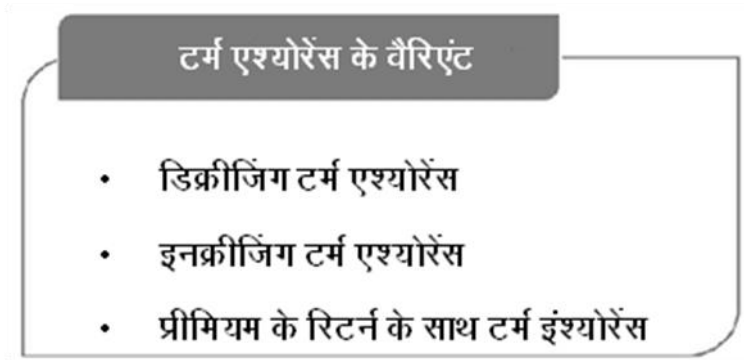 टर्म एश्योरेंस के वैरिएंट
• डिक्रीजिंग टर्म एश्योरेंस
• इनक्रीजिंग टर्म एश्योरेंस
• प्रीमियम के रिटर्न के साथ टर्म इंश्योरेंस